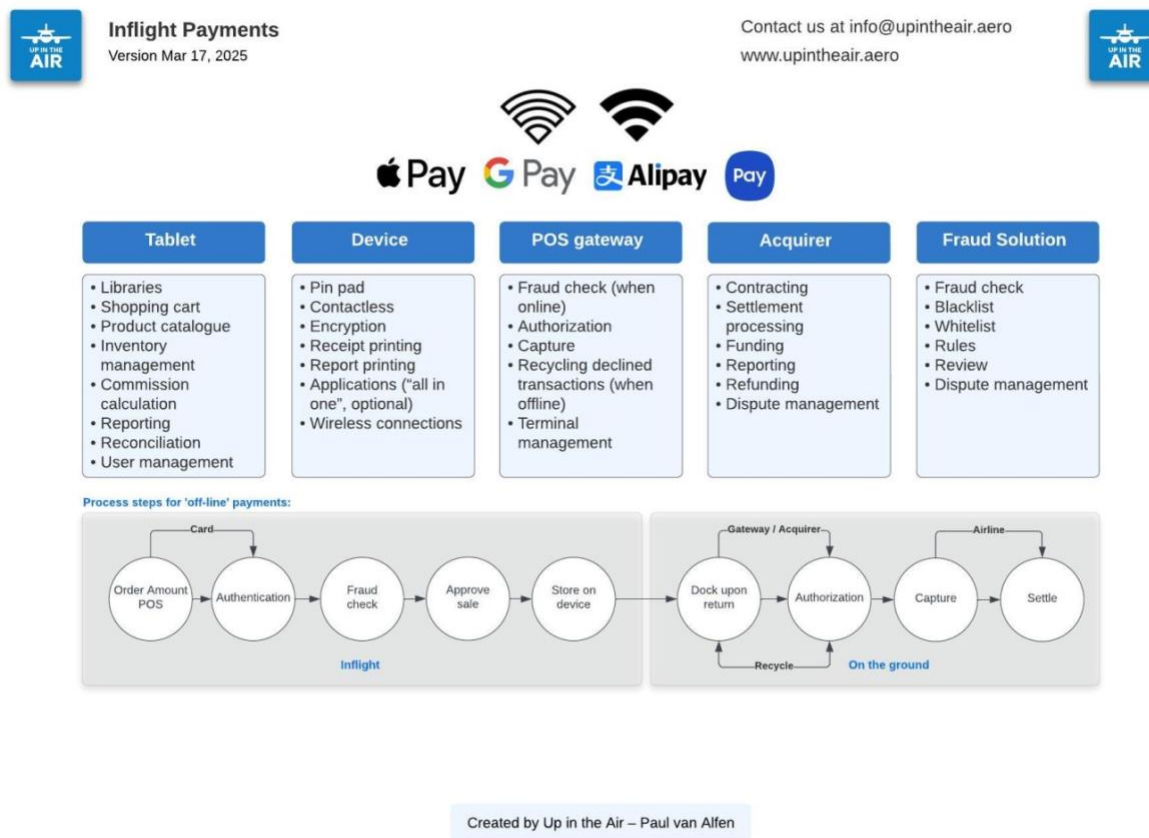 UP IN THE
AIR
Inflight Payments
Version Mar 17, 2025
Contact us at info@upintheair.aero
www.upintheair.aero
UP IN THE
AIR
Pay
G Pay
支 Alipay
Pay
Tablet
• Libraries
• Shopping cart
• Product catalogue
• Inventory
management
• Commission
calculation
• Reporting
• Reconciliation
• User management
Device
• Pin pad
• Contactless
• Encryption
• Receipt printing
• Report printing
• Applications (“all in
one”, optional)
• Wireless connections
POS gateway
• Fraud check (when
online)
• Authorization
• Capture
• Recycling declined
transactions (when
offline)
• Terminal
management
Acquirer
• Contracting
• Settlement
processing
• Funding
• Reporting
• Refunding
• Dispute management
Fraud Solution
• Fraud check
• Blacklist
• Whitelist
• Rules
• Review
• Dispute management
Process steps for 'off-line' payments:
Card
Order Amount
POS
Authentication
Fraud
check
Approve
sale
Store on
device
Inflight
Gateway / Acquirer
Dock upon
return
Authorization
Recycle
Airline
Capture
Settle
On the ground
Created by Up in the Air – Paul van Alfen